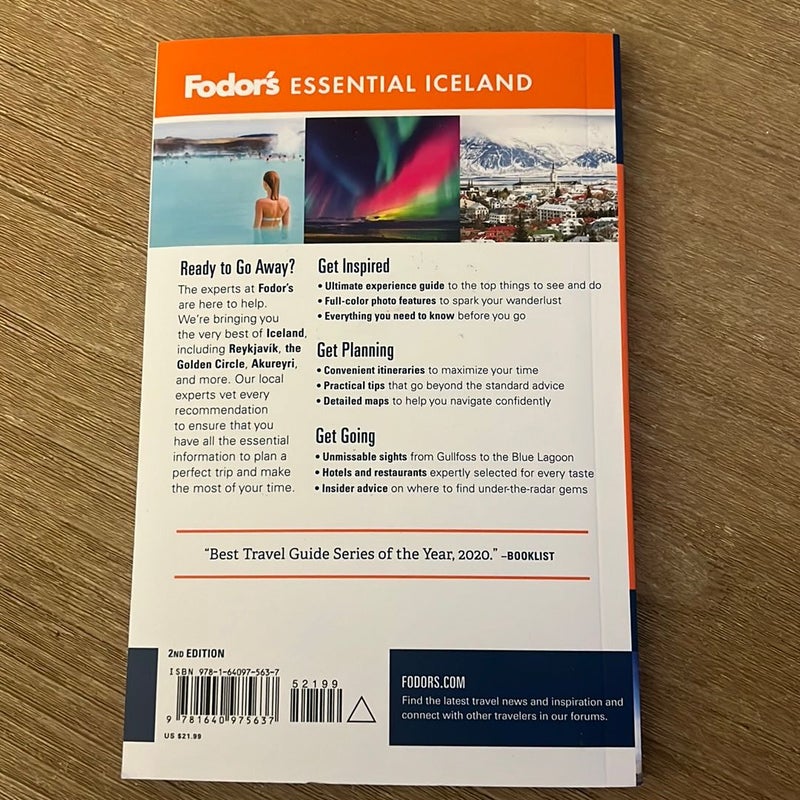 Fodor's ESSENTIAL ICELAND
Ready to Go Away?
The experts at Fodor's
are here to help.
We're bringing you
the very best of Iceland,
including Reykjavík, the
Golden Circle, Akureyri,
and more. Our local
experts vet every
recommendation
to ensure that you
have all the essential
information to plan a
perfect trip and make
the most of your time.
Get Inspired
• Ultimate experience guide to the top things to see and do
• Full-color photo features to spark your wanderlust
• Everything you need to know before you go
Get Planning
• Convenient itineraries to maximize your time
• Practical tips that go beyond the standard advice
• Detailed maps to help you navigate confidently
Get Going
• Unmissable sights from Gullfoss to the Blue Lagoon
• Hotels and restaurants expertly selected for every taste
• Insider advice on where to find under-the-radar gems
"Best Travel Guide Series of the Year, 2020." –BOOKLIST
2ND EDITION
ISBN 978-1-64097-563-7
52199
9 781640 975637
US $21.99
FODORS.COM
Find the latest travel news and inspiration and
connect with other travelers in our forums.